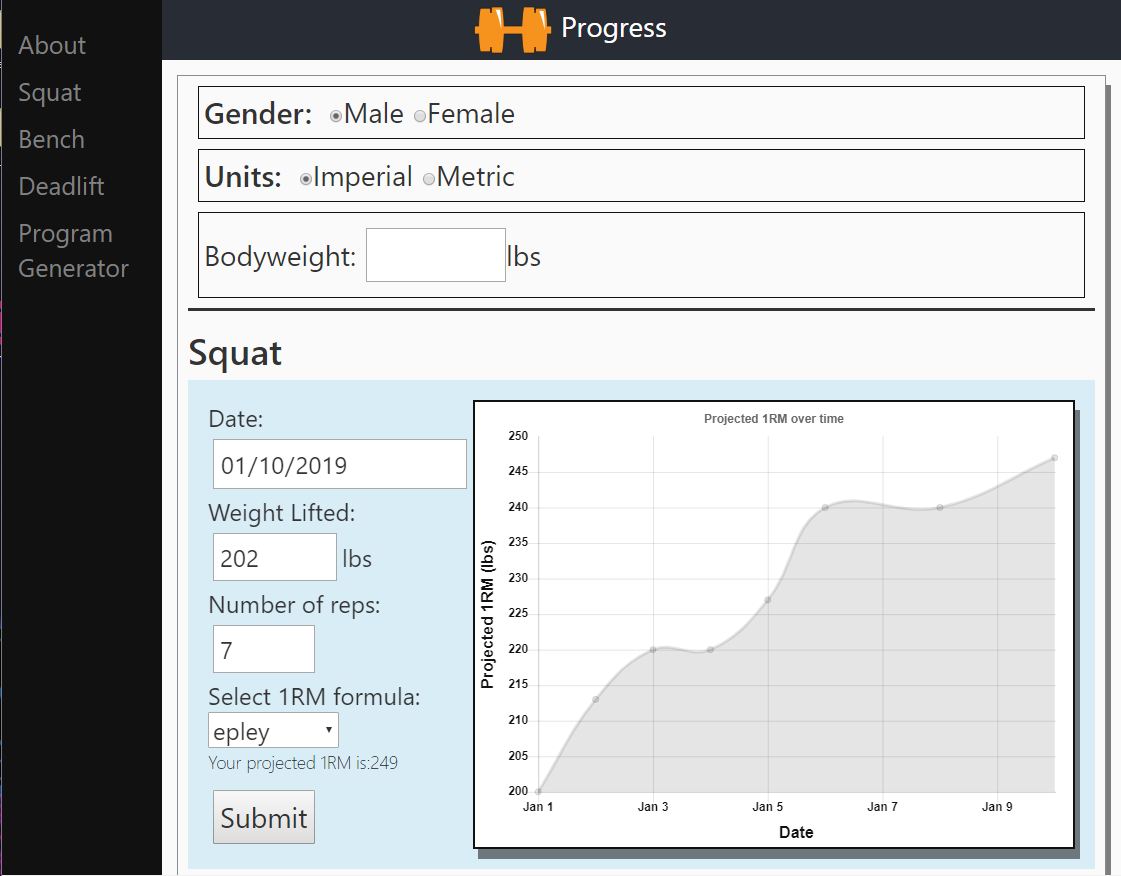 About
Squat
Bench
Deadlift
Program
Generator
Progress
Gender: Male Female
Units: Imperial Metric
Bodyweight: lbs
Squat
Date:
01/10/2019
Weight Lifted:
202 lbs
Number of reps:
7
Select 1RM formula:
epley
Your projected 1RM is:249
Submit
Projected 1RM over time
Projected 1RM (lbs)
250
245
240
235
230
225
220
215
210
205
200
Jan 1 Jan 3 Jan 5 Jan 7 Jan 9
Date